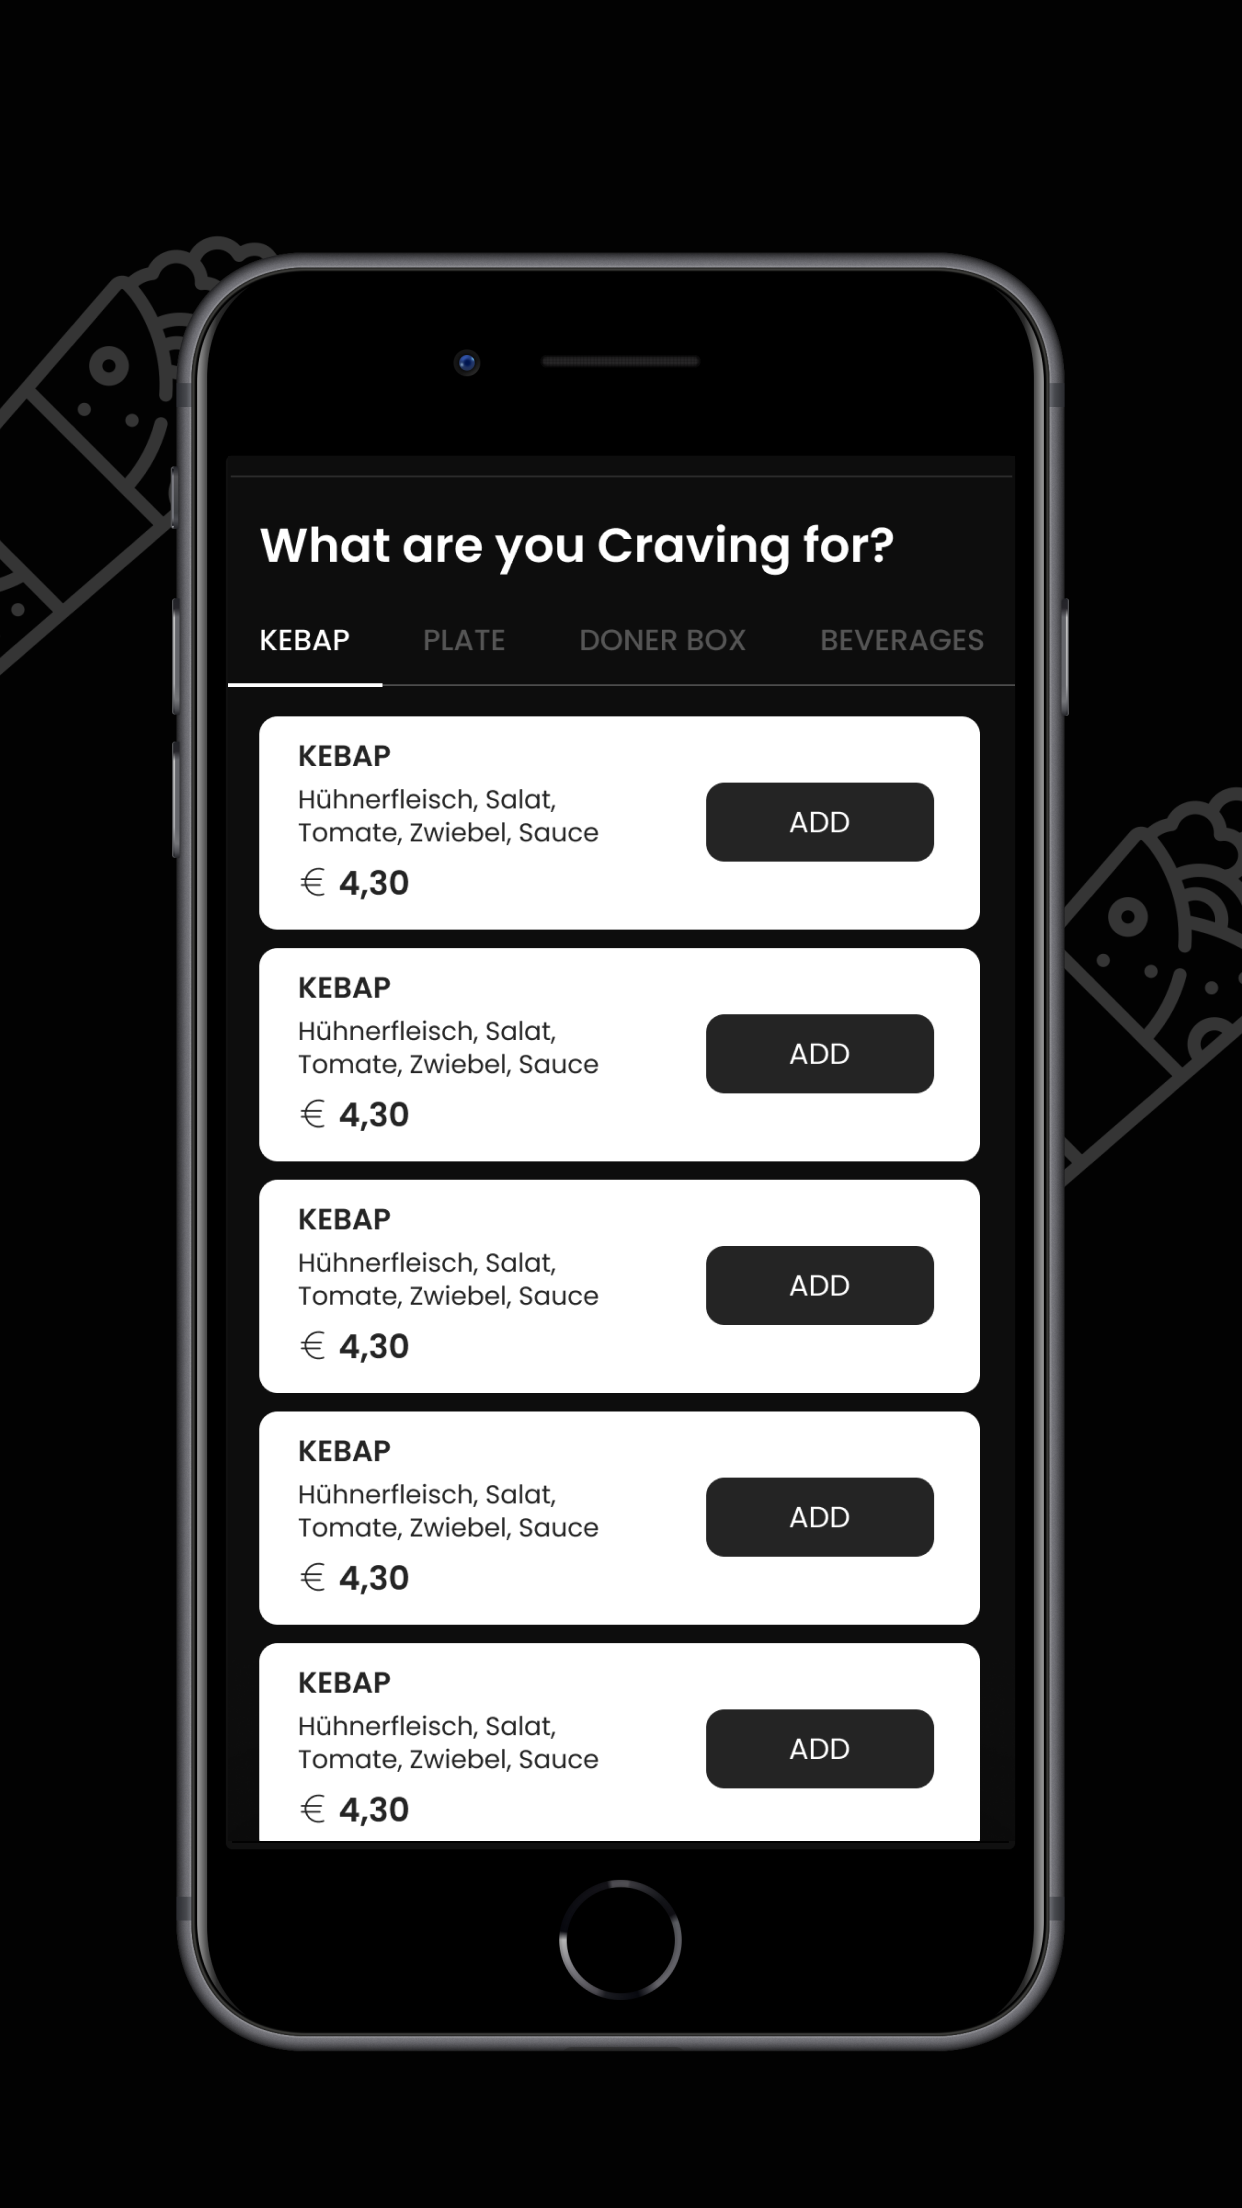 What are you Craving for?
KEBAP PLATE DONER BOX BEVERAGES
KEBAP
Hühnerfleisch, Salat,
Tomate, Zwiebel, Sauce
€ 4,30
ADD
KEBAP
Hühnerfleisch, Salat,
Tomate, Zwiebel, Sauce
€ 4,30
ADD
KEBAP
Hühnerfleisch, Salat,
Tomate, Zwiebel, Sauce
€ 4,30
ADD
KEBAP
Hühnerfleisch, Salat,
Tomate, Zwiebel, Sauce
€ 4,30
ADD
KEBAP
Hühnerfleisch, Salat,
Tomate, Zwiebel, Sauce
€ 4,30
ADD